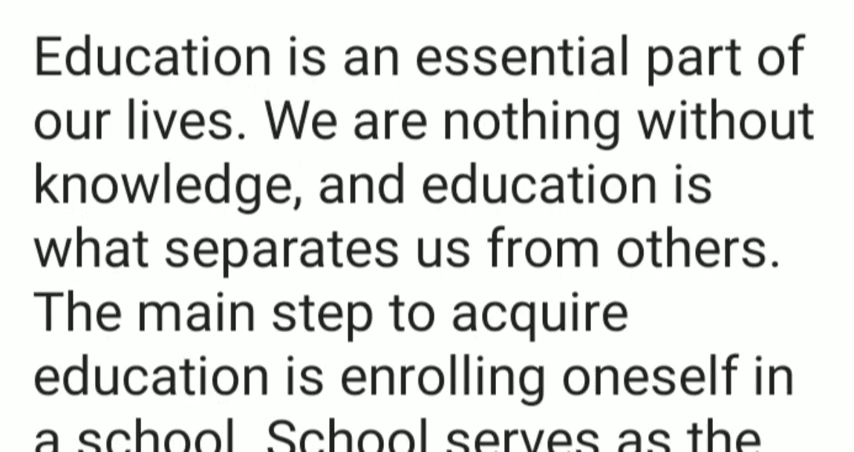 Education is an essential part of
our lives. We are nothing without
knowledge, and education is
what separates us from others.
The main step to acquire
education is enrolling oneself in
a school. School serves as the